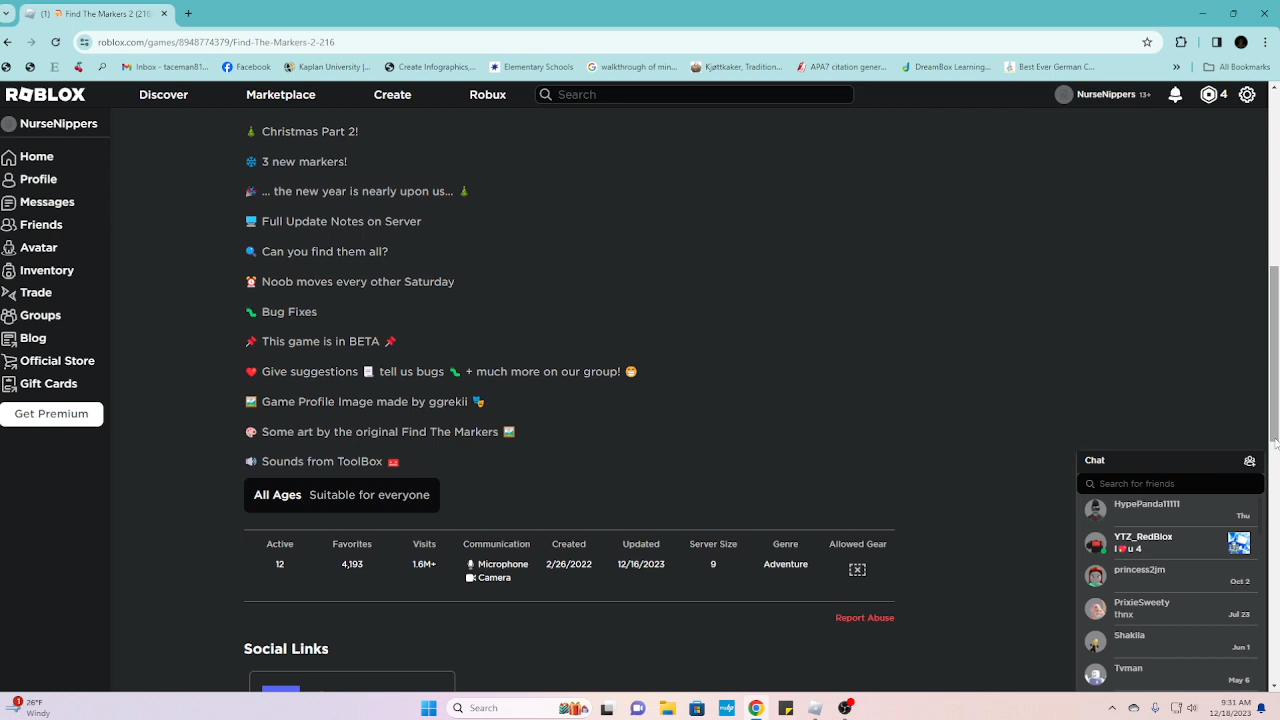 (1) Find The Markers 2 (216
roblox.com/games/8948774379/Find-The-Markers-2-216
Inbox - taceman81... Facebook Kaplan University |... Create Infographics,... Elementary Schools walkthrough of min... Kjøttkaker, Tradition... APA7 citation gener... DreamBox Learning... Best Ever German C... » All Bookmarks
ROBLOX Discover Marketplace Create Robux Search NurseNippers 13+ 4
NurseNippers
Home
Profile
Messages
Friends
Avatar
Inventory
Trade
Groups
Blog
Official Store
Gift Cards
Get Premium
Christmas Part 2!
3 new markers!
... the new year is nearly upon us...
Full Update Notes on Server
Can you find them all?
Noob moves every other Saturday
Bug Fixes
This game is in BETA
Give suggestions tell us bugs + much more on our group!
Game Profile Image made by ggrekii
Some art by the original Find The Markers
Sounds from ToolBox
All Ages Suitable for everyone
Active Favorites Visits Communication Created Updated Server Size Genre Allowed Gear
12 4,193 1.6M+ Microphone 2/26/2022 12/16/2023 9 Adventure
Camera
Report Abuse
Social Links
Chat
Search for friends
HypePanda11111
Thu
YTZ_RedBlox
I u 4
princess2jm
Oct 2
PrixieSweety
thnx Jul 23
Shakila
Jun 1
Tvman
May 6
1 26°F
Windy
Search
nwlp
9:31 AM
12/18/2023